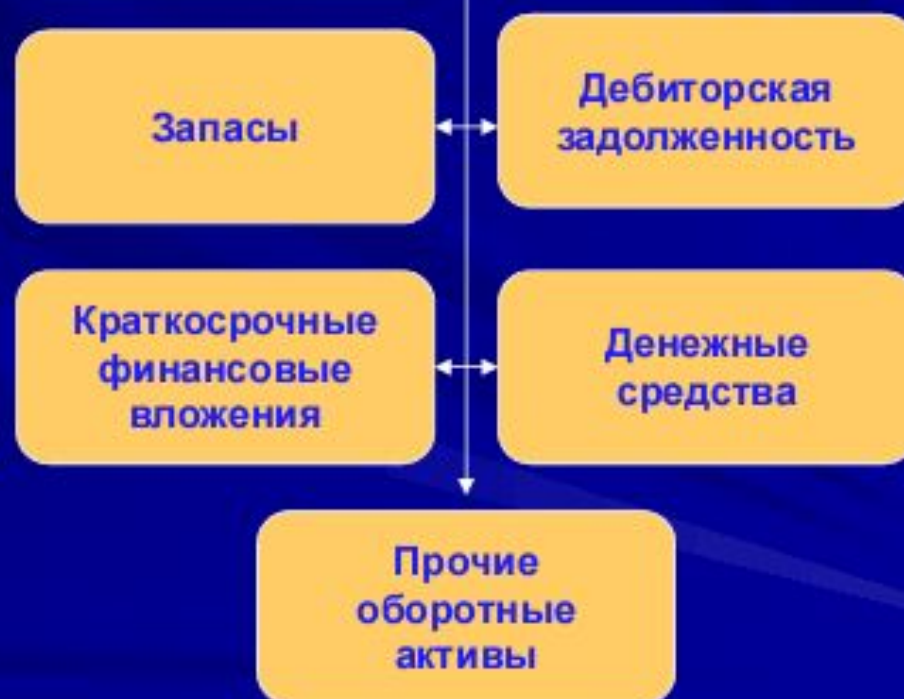 Запасы
Дебиторская
задолженность
Краткосрочные
финансовые
вложения
Денежные
средства
Прочие
оборотные
активы